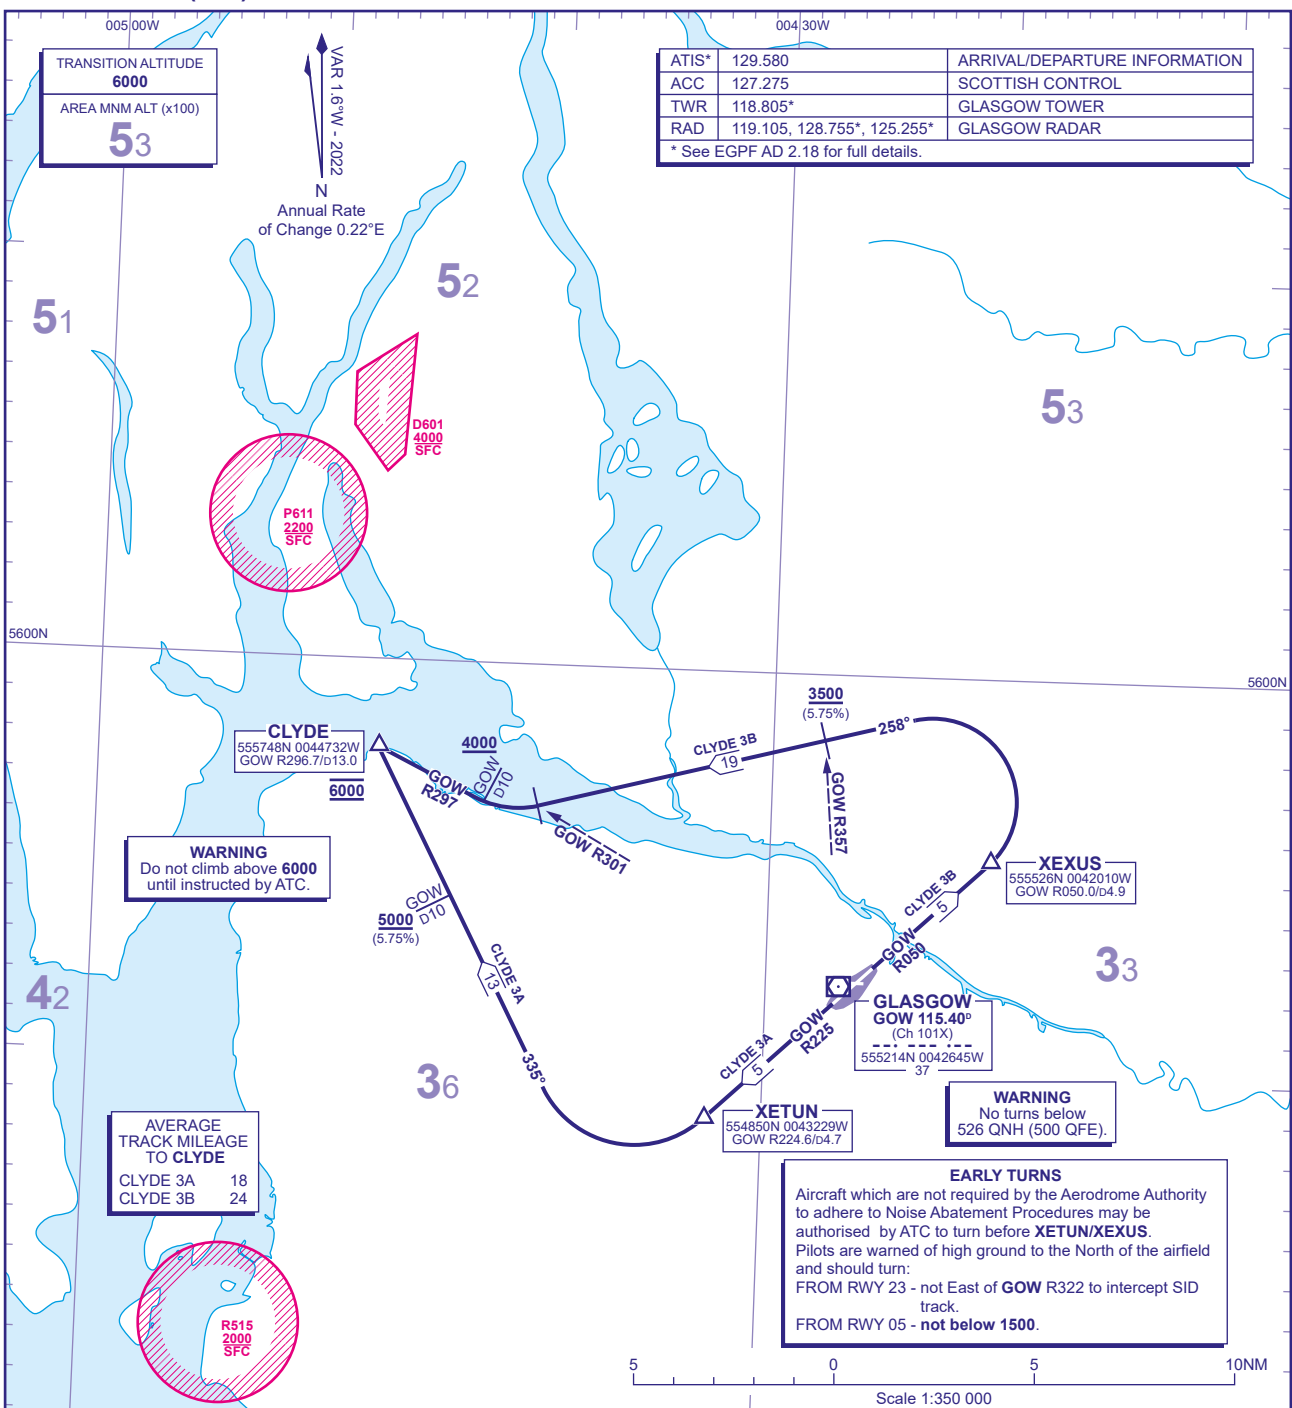 005 00W
004 30W
TRANSITION ALTITUDE
6000
AREA MNM ALT (x100)
53
VAR 1.6°W - 2022
N
Annual Rate
of Change 0.22°E
ATIS* 129.580 ARRIVAL/DEPARTURE INFORMATION
ACC 127.275 SCOTTISH CONTROL
TWR 118.805* GLASGOW TOWER
RAD 119.105, 128.755*, 125.255* GLASGOW RADAR
* See EGPF AD 2.18 for full details.
51
52
53
D601
4000
SFC
P611
2200
SFC
5600N
5600N
CLYDE
555748N 0044732W
GOW R296.7/D13.0
6000
4000
GOW
D10
GOW
R297
CLYDE 3B
19
3500
(5.75%)
258°
GOW R357
GOW R301
XEXUS
555526N 0042010W
GOW R050.0/D4.9
CLYDE 3B
5
GOW
R050
WARNING
Do not climb above 6000
until instructed by ATC.
5000
(5.75%)
GOW
D10
CLYDE 3A
13
335°
42
33
36
GLASGOW
GOW 115.40D
(Ch 101X)
555214N 0042645W
37
GOW
R225
CLYDE 3A
5
XETUN
554850N 0043229W
GOW R224.6/D4.7
WARNING
No turns below
526 QNH (500 QFE).
AVERAGE
TRACK MILEAGE
TO CLYDE
CLYDE 3A 18
CLYDE 3B 24
EARLY TURNS
Aircraft which are not required by the Aerodrome Authority
to adhere to Noise Abatement Procedures may be
authorised by ATC to turn before XETUN/XEXUS.
Pilots are warned of high ground to the North of the airfield
and should turn:
FROM RWY 23 - not East of GOW R322 to intercept SID
track.
FROM RWY 05 - not below 1500.
R515
2000
SFC
5 0 5 10NM
Scale 1:350 000